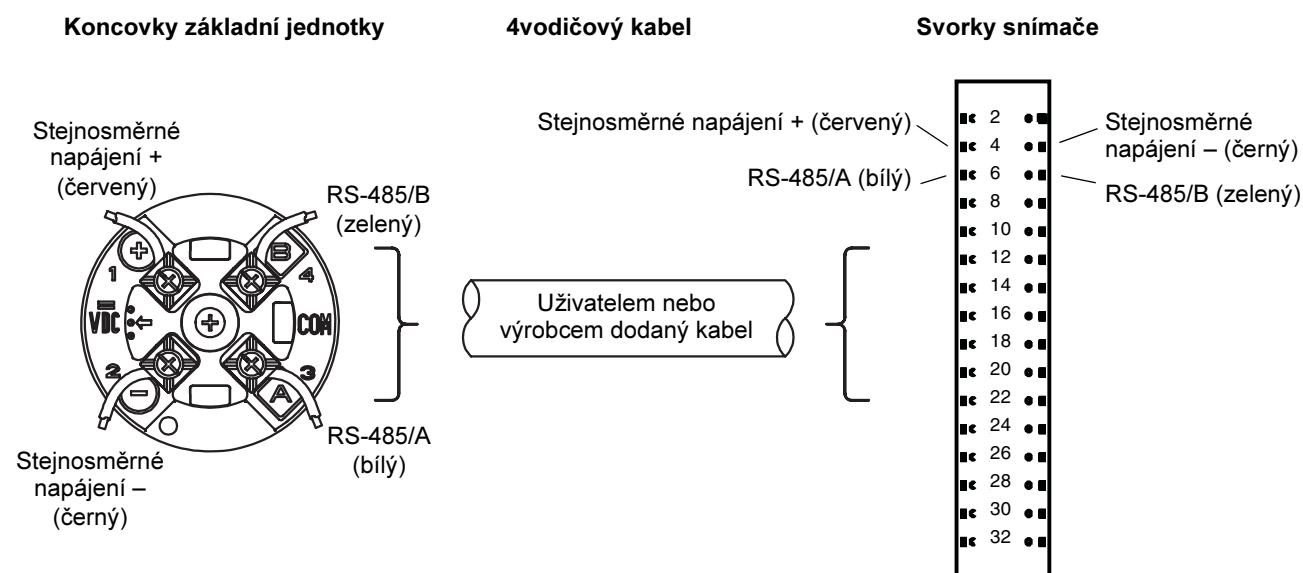 Koncovky základní jednotky
4vodičový kabel
Svorky snímače
Stejnosměrné
napájení +
(červený)
RS-485/B
(zelený)
1
B
4
VDC
COM
2
3
A
Stejnosměrné
napájení –
(černý)
RS-485/A
(bílý)
Uživatelem nebo
výrobcem dodaný kabel
Stejnosměrné napájení + (červený)
RS-485/A (bílý)
2
4
6
8
10
12
14
16
18
20
22
24
26
28
30
32
Stejnosměrné
napájení – (černý)
RS-485/B (zelený)